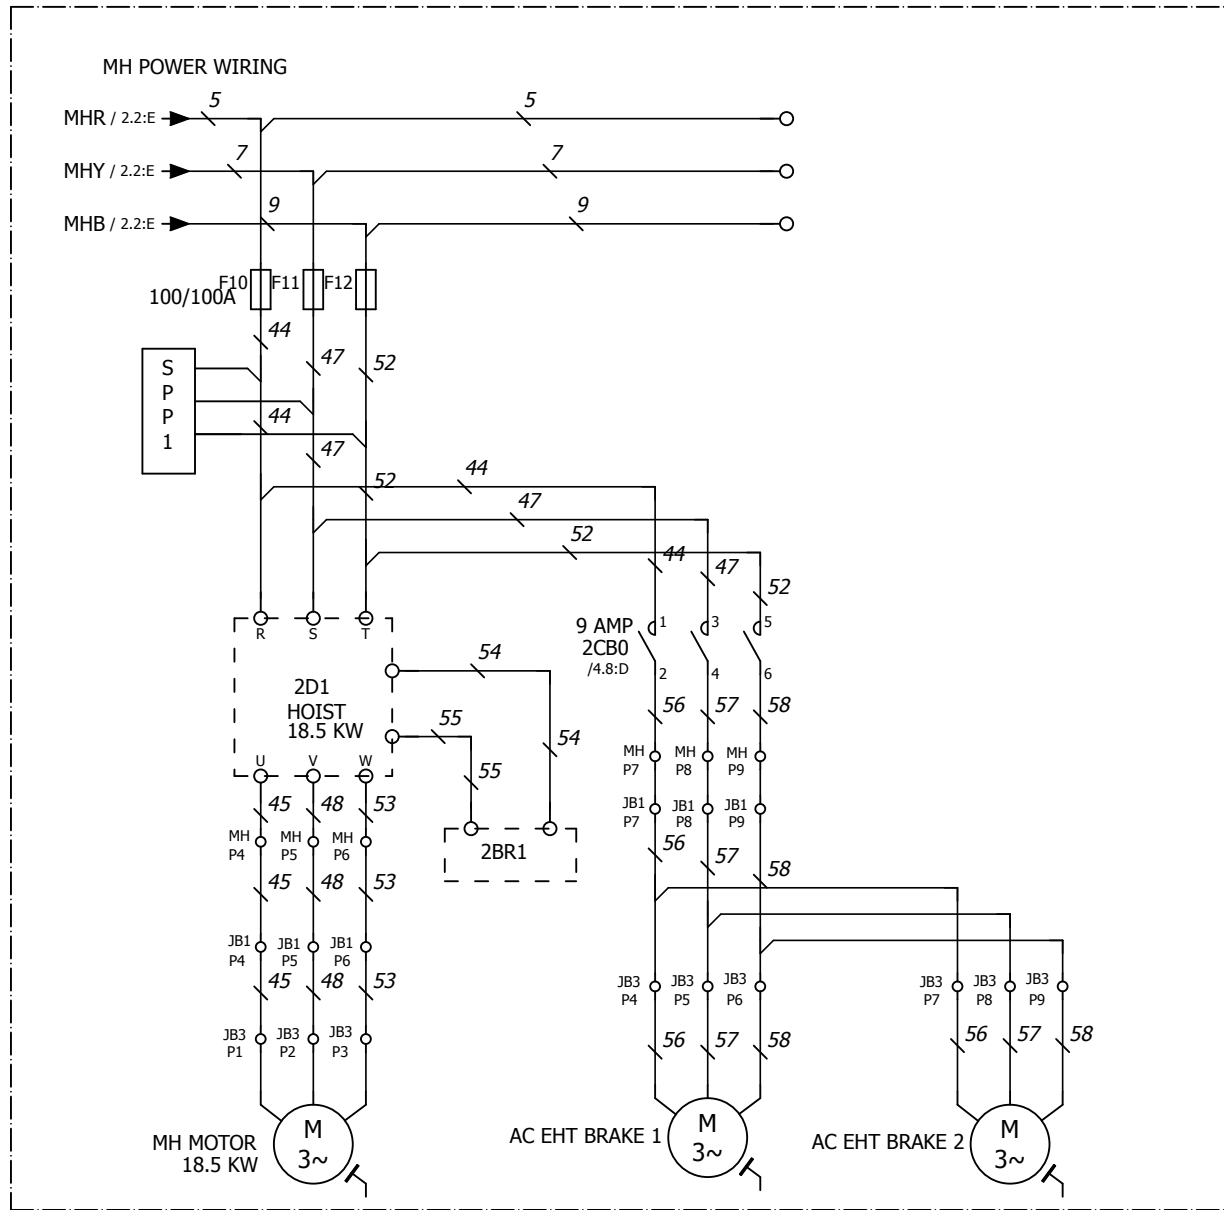 MH POWER WIRING
5
5
MHR / 2.2:E
7
7
MHY / 2.2:E
9
9
MHB / 2.2:E
F10
F11
F12
100/100A
44
47
52
S
P
P
1
44
47
52
44
47
52
44
47
52
9 AMP
2CB0
/4.8:D
1
3
5
2
4
6
R
S
T
2D1
HOIST
18.5 KW
54
55
54
55
56
57
58
U
V
W
MH
P7
MH
P8
MH
P9
45
48
53
JB1
P7
JB1
P8
JB1
P9
MH
P4
MH
P5
MH
P6
2BR1
56
57
58
45
48
53
JB1
P4
JB1
P5
JB1
P6
45
48
53
JB3
P4
JB3
P5
JB3
P6
JB3
P7
JB3
P8
JB3
P9
JB3
P1
JB3
P2
JB3
P3
56
57
58
56
57
58
MH MOTOR
18.5 KW
M
3~
AC EHT BRAKE 1
M
3~
AC EHT BRAKE 2
M
3~